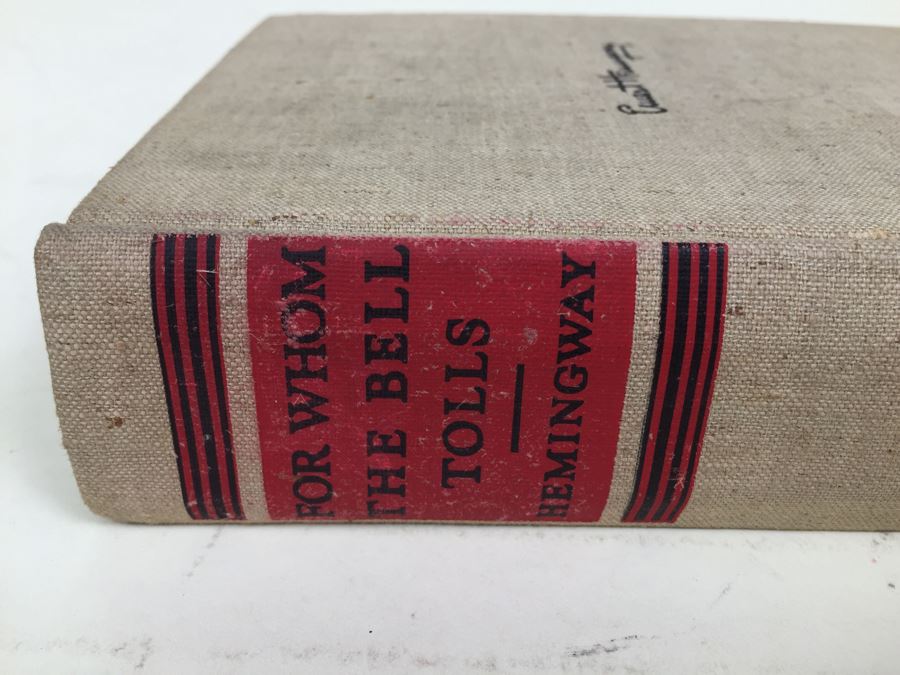 FOR WHOM
THE BELL
TOLLS
HEMINGWAY